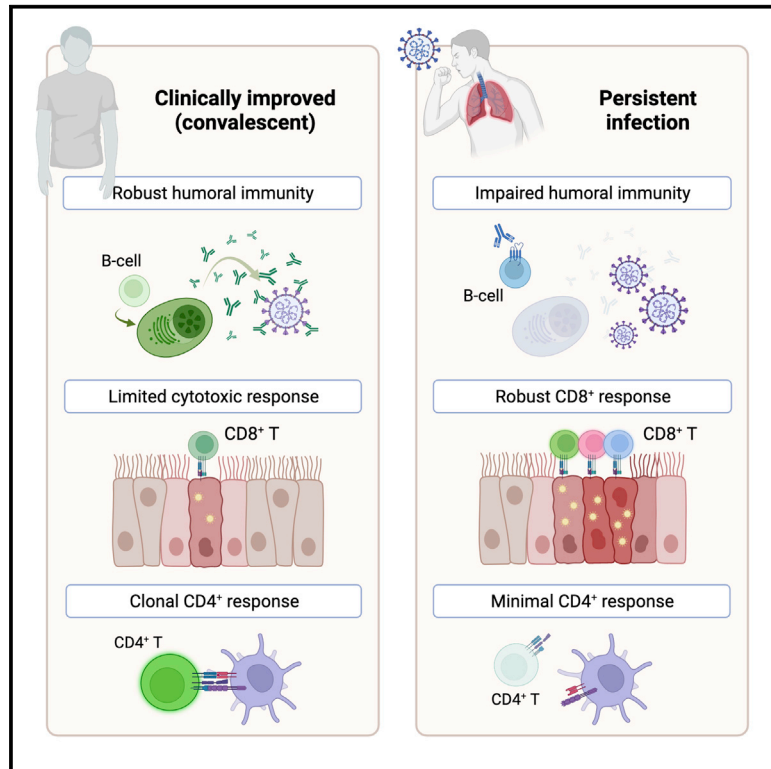 Clinically improved
(convalescent)
Robust humoral immunity
B-cell
Limited cytotoxic response
CD8⁺ T
Clonal CD4⁺ response
CD4⁺ T
Persistent
infection
Impaired humoral immunity
B-cell
Robust CD8⁺ response
CD8⁺ T
Minimal CD4⁺ response
CD4⁺ T